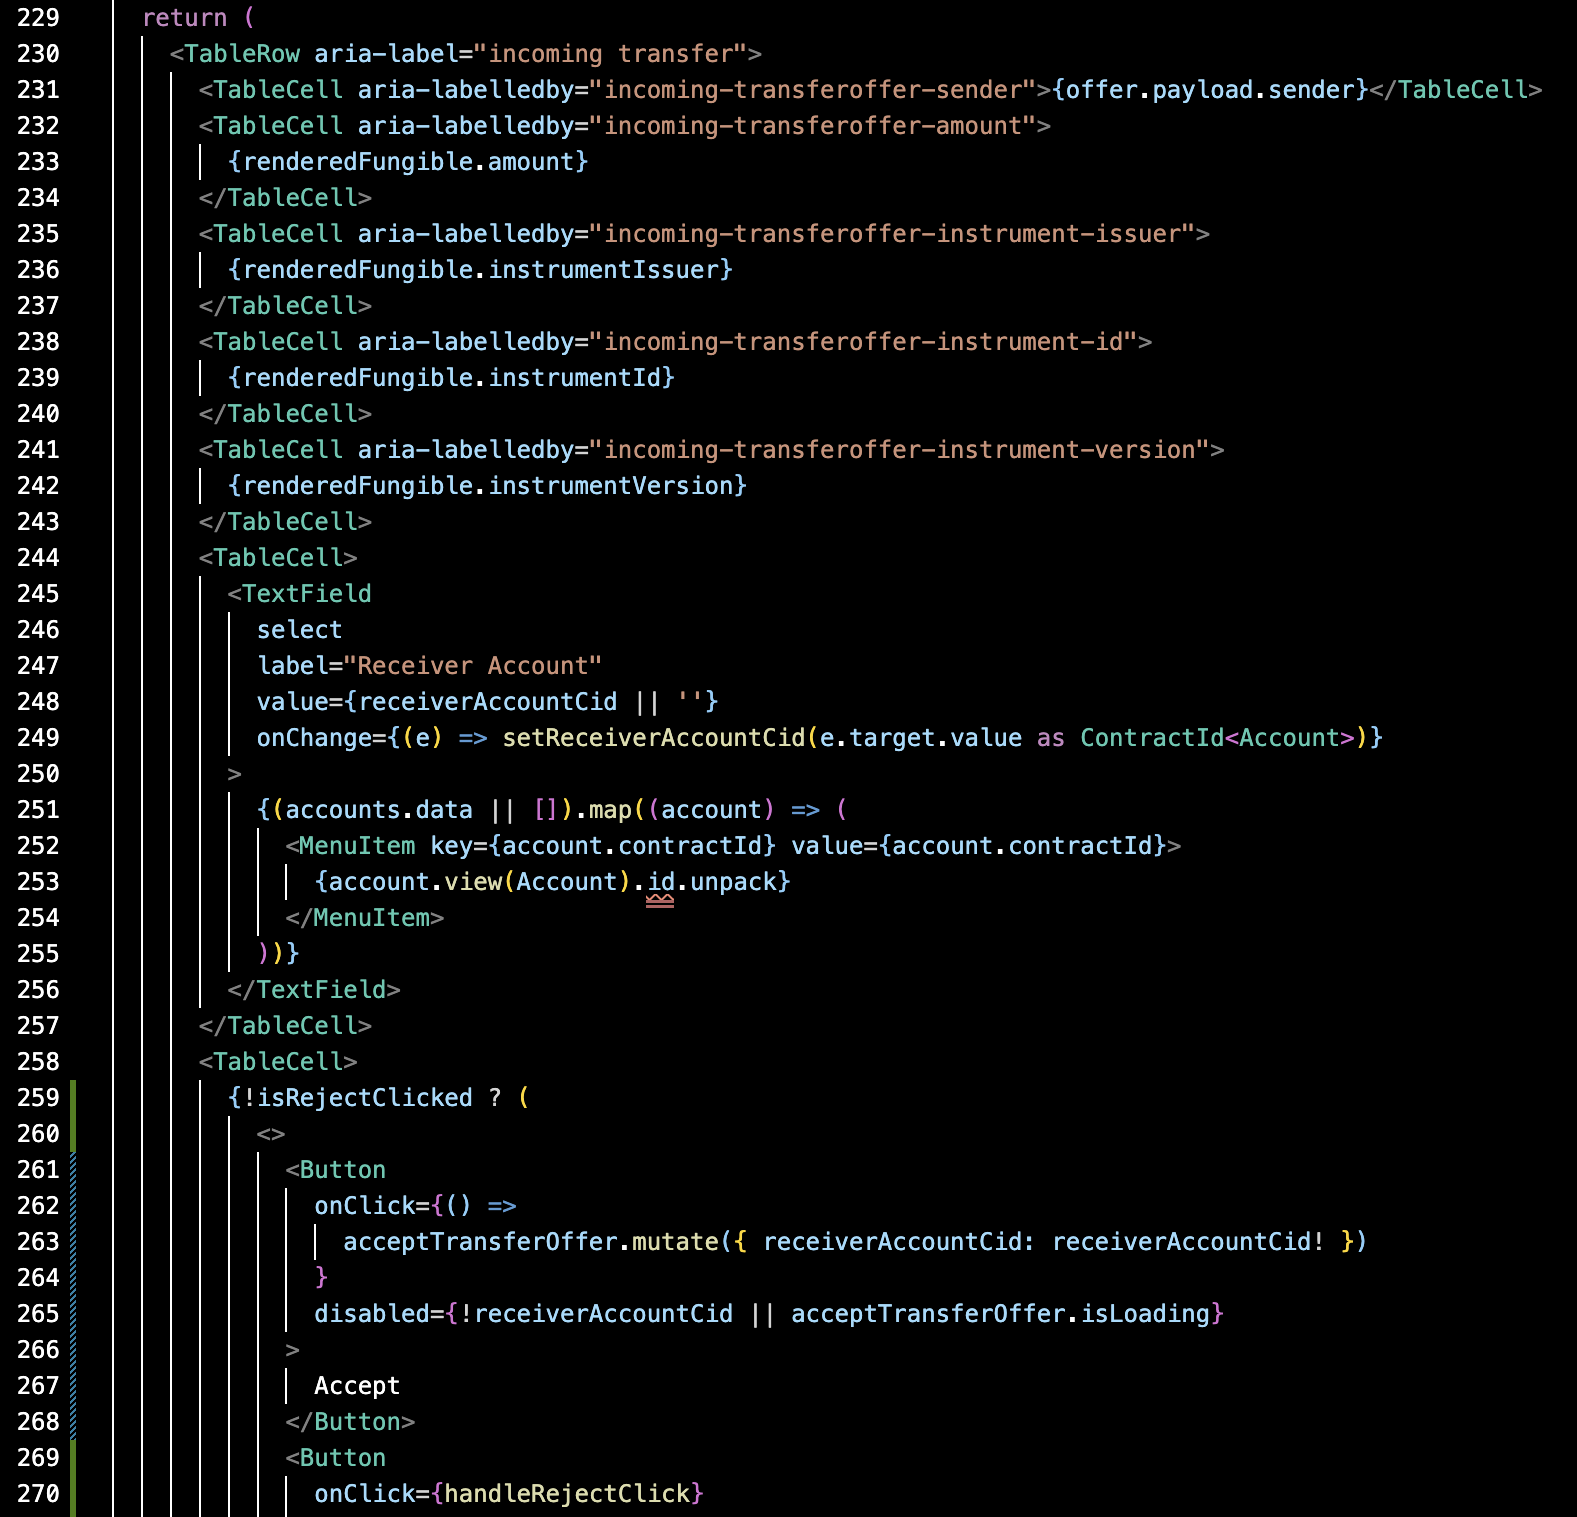 229 return (
230 <TableRow aria-label="incoming transfer">
231 <TableCell aria-labelledby="incoming-transferoffer-sender">{offer.payload.sender}</TableCell>
232 <TableCell aria-labelledby="incoming-transferoffer-amount">
233 {renderedFungible.amount}
234 </TableCell>
235 <TableCell aria-labelledby="incoming-transferoffer-instrument-issuer">
236 {renderedFungible.instrumentIssuer}
237 </TableCell>
238 <TableCell aria-labelledby="incoming-transferoffer-instrument-id">
239 {renderedFungible.instrumentId}
240 </TableCell>
241 <TableCell aria-labelledby="incoming-transferoffer-instrument-version">
242 {renderedFungible.instrumentVersion}
243 </TableCell>
244 <TableCell>
245 <TextField
246 select
247 label="Receiver Account"
248 value={receiverAccountCid || ''}
249 onChange={(e) => setReceiverAccountCid(e.target.value as ContractId<Account>)}
250 >
251 {(accounts.data || []).map((account) => (
252 <MenuItem key={account.contractId} value={account.contractId}>
253 {account.view(Account).id.unpack}
254 </MenuItem>
255 ))}
256 </TextField>
257 </TableCell>
258 <TableCell>
259 {!isRejectClicked ? (
260 <>
261 <Button
262 onClick={() =>
263 acceptTransferOffer.mutate({ receiverAccountCid: receiverAccountCid! })
264 }
265 disabled={!receiverAccountCid || acceptTransferOffer.isLoading}
266 >
267 Accept
268 </Button>
269 <Button
270 onClick={handleRejectClick}